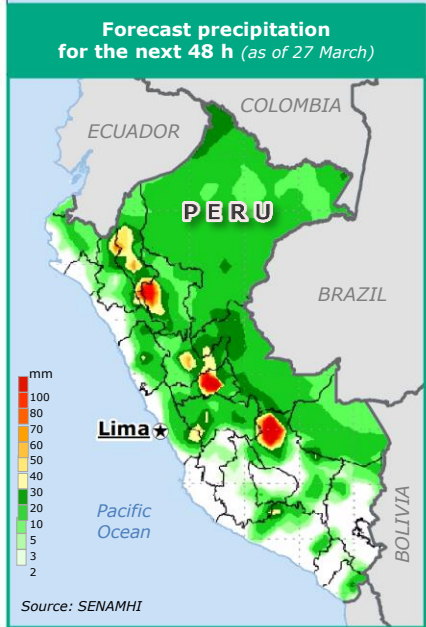 Forecast precipitation
for the next 48 h (as of 27 March)
COLOMBIA
ECUADOR
PERU
BRAZIL
mm
100
80
70
60
50
40
30
20
10
5
3
2
Lima
Pacific
Ocean
BOLIVIA
Source: SENAMHI